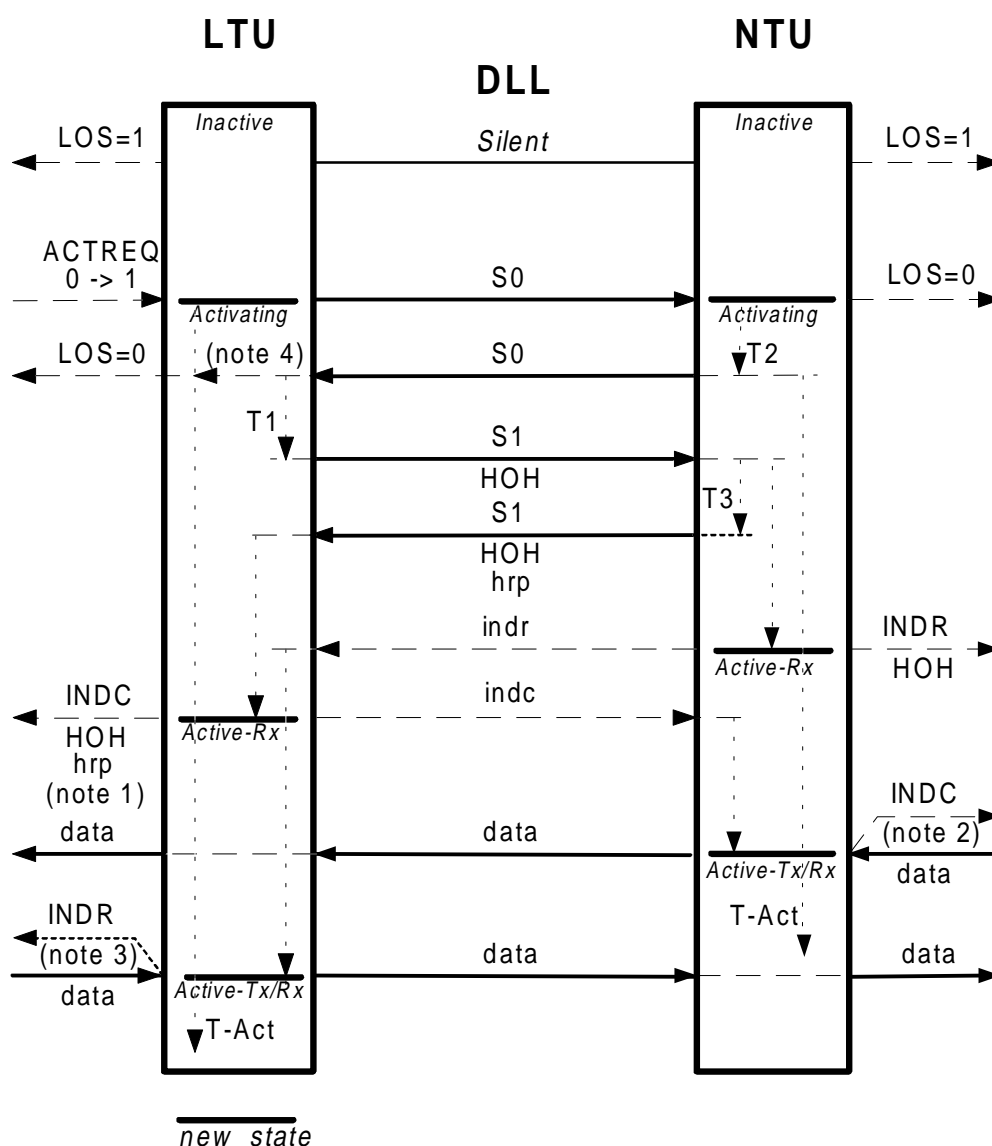 LTU
NTU
DLL
Inactive
Inactive
LOS=1
Silent
LOS=1
ACTREQ
0 -> 1
S0
LOS=0
Activating
Activating
LOS=0
(note 4)
S0
T2
T1
S1
HOH
T3
S1
HOH
hrp
indr
INDR
HOH
Active-Rx
INDC
indc
HOH
hrp
(note 1)
Active-Rx
INDC
(note 2)
data
data
data
Active-Tx/Rx
T-Act
INDR
(note 3)
data
data
data
Active-Tx/Rx
T-Act
new state